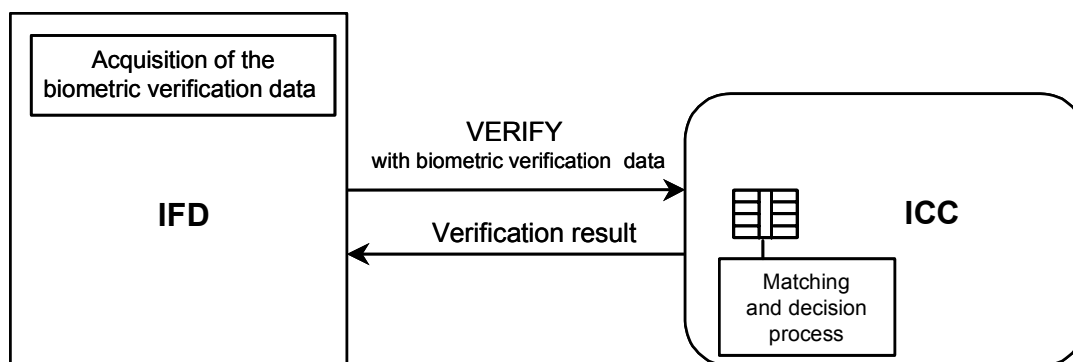 Acquisition of the
biometric verification data
IFD
VERIFY
with biometric verification data
Verification result
ICC
Matching
and decision
process